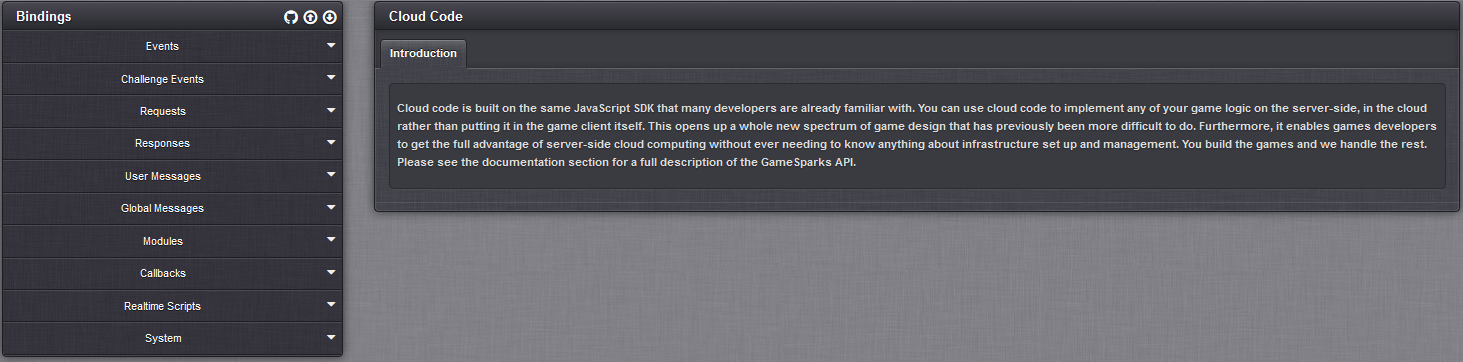 Bindings
Events
Challenge Events
Requests
Responses
User Messages
Global Messages
Modules
Callbacks
Realtime Scripts
System
Cloud Code
Introduction
Cloud code is built on the same JavaScript SDK that many developers are already familiar with. You can use cloud code to implement any of your game logic on the server-side, in the cloud
rather than putting it in the game client itself. This opens up a whole new spectrum of game design that has previously been more difficult to do. Furthermore, it enables games developers
to get the full advantage of server-side cloud computing without ever needing to know anything about infrastructure set up and management. You build the games and we handle the rest.
Please see the documentation section for a full description of the GameSparks API.